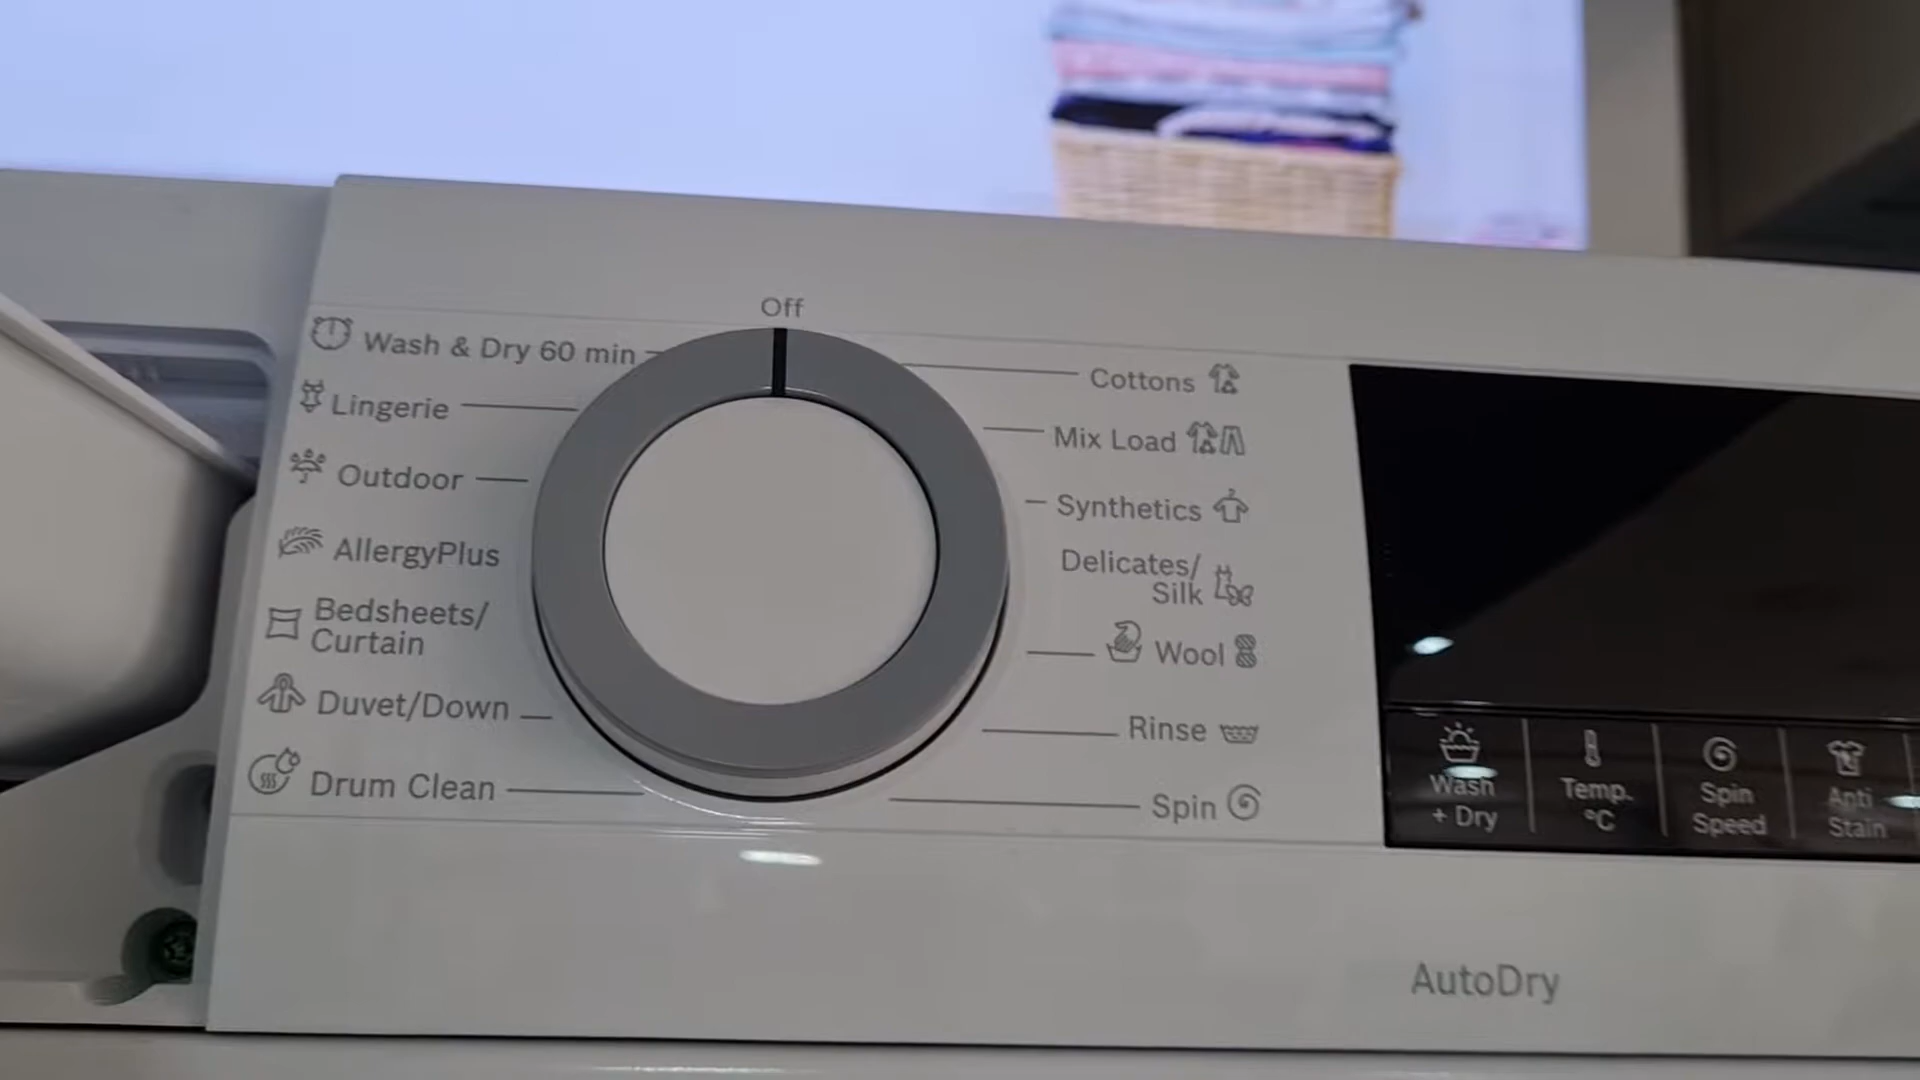 Off
Wash & Dry 60 min
Lingerie
Outdoor
AllergyPlus
Bedsheets/
Curtain
Duvet/Down
Drum Clean
Cottons
Mix Load
Synthetics
Delicates/
Silk
Wool
Rinse
Spin
Wash
+ Dry
Temp.
°C
Spin
Speed
Anti
Stain
AutoDry